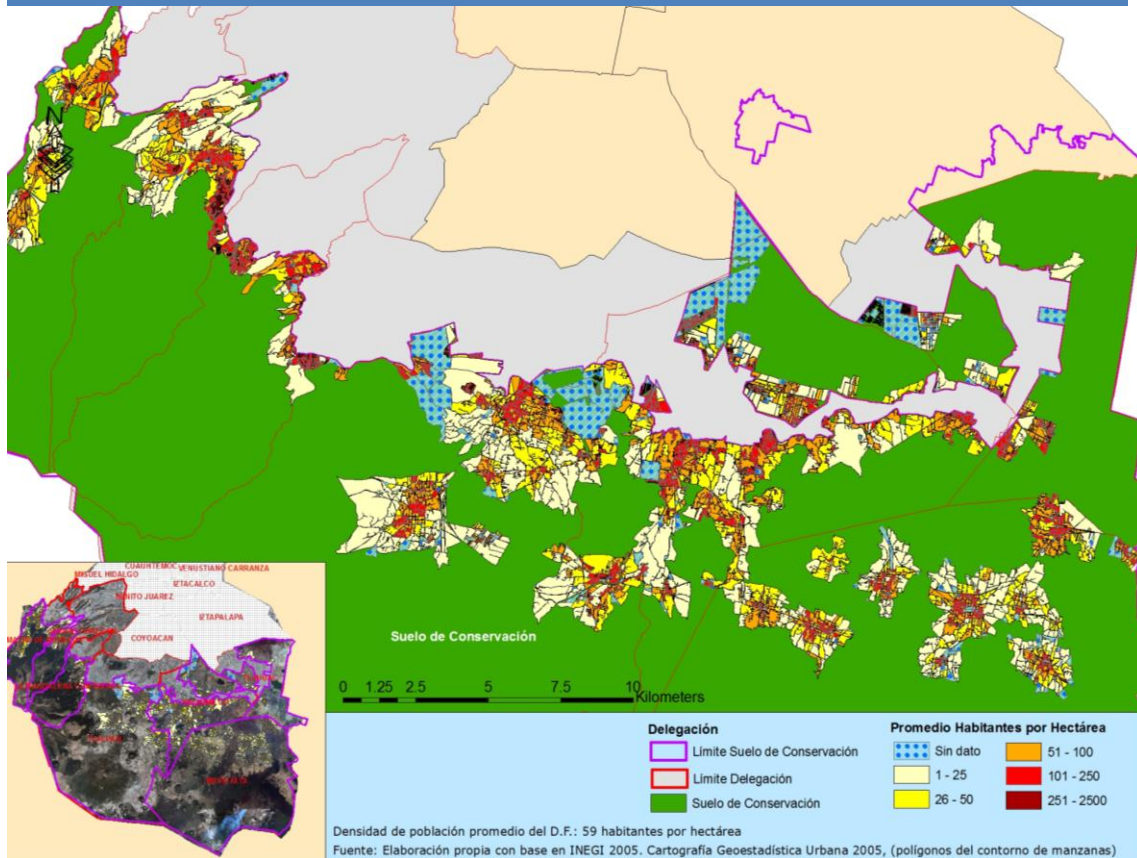 Suelo de Conservación
0 1.25 2.5 5 7.5 10
Kilometers
CUAUHTEMOC
VENUSTIANO CARRANZA
MIGUEL HIDALGO
IZTACALCO
BENITO JUAREZ
IZTAPALAPA
COYOACAN
Delegación
Límite Suelo de Conservación
Límite Delegación
Suelo de Conservación
Promedio Habitantes por Hectárea
Sin dato
1 - 25
26 - 50
51 - 100
101 - 250
251 - 2500
Densidad de población promedio del D.F.: 59 habitantes por hectárea
Fuente: Elaboración propia con base en INEGI 2005. Cartografía Geoestadística Urbana 2005, (polígonos del contorno de manzanas)